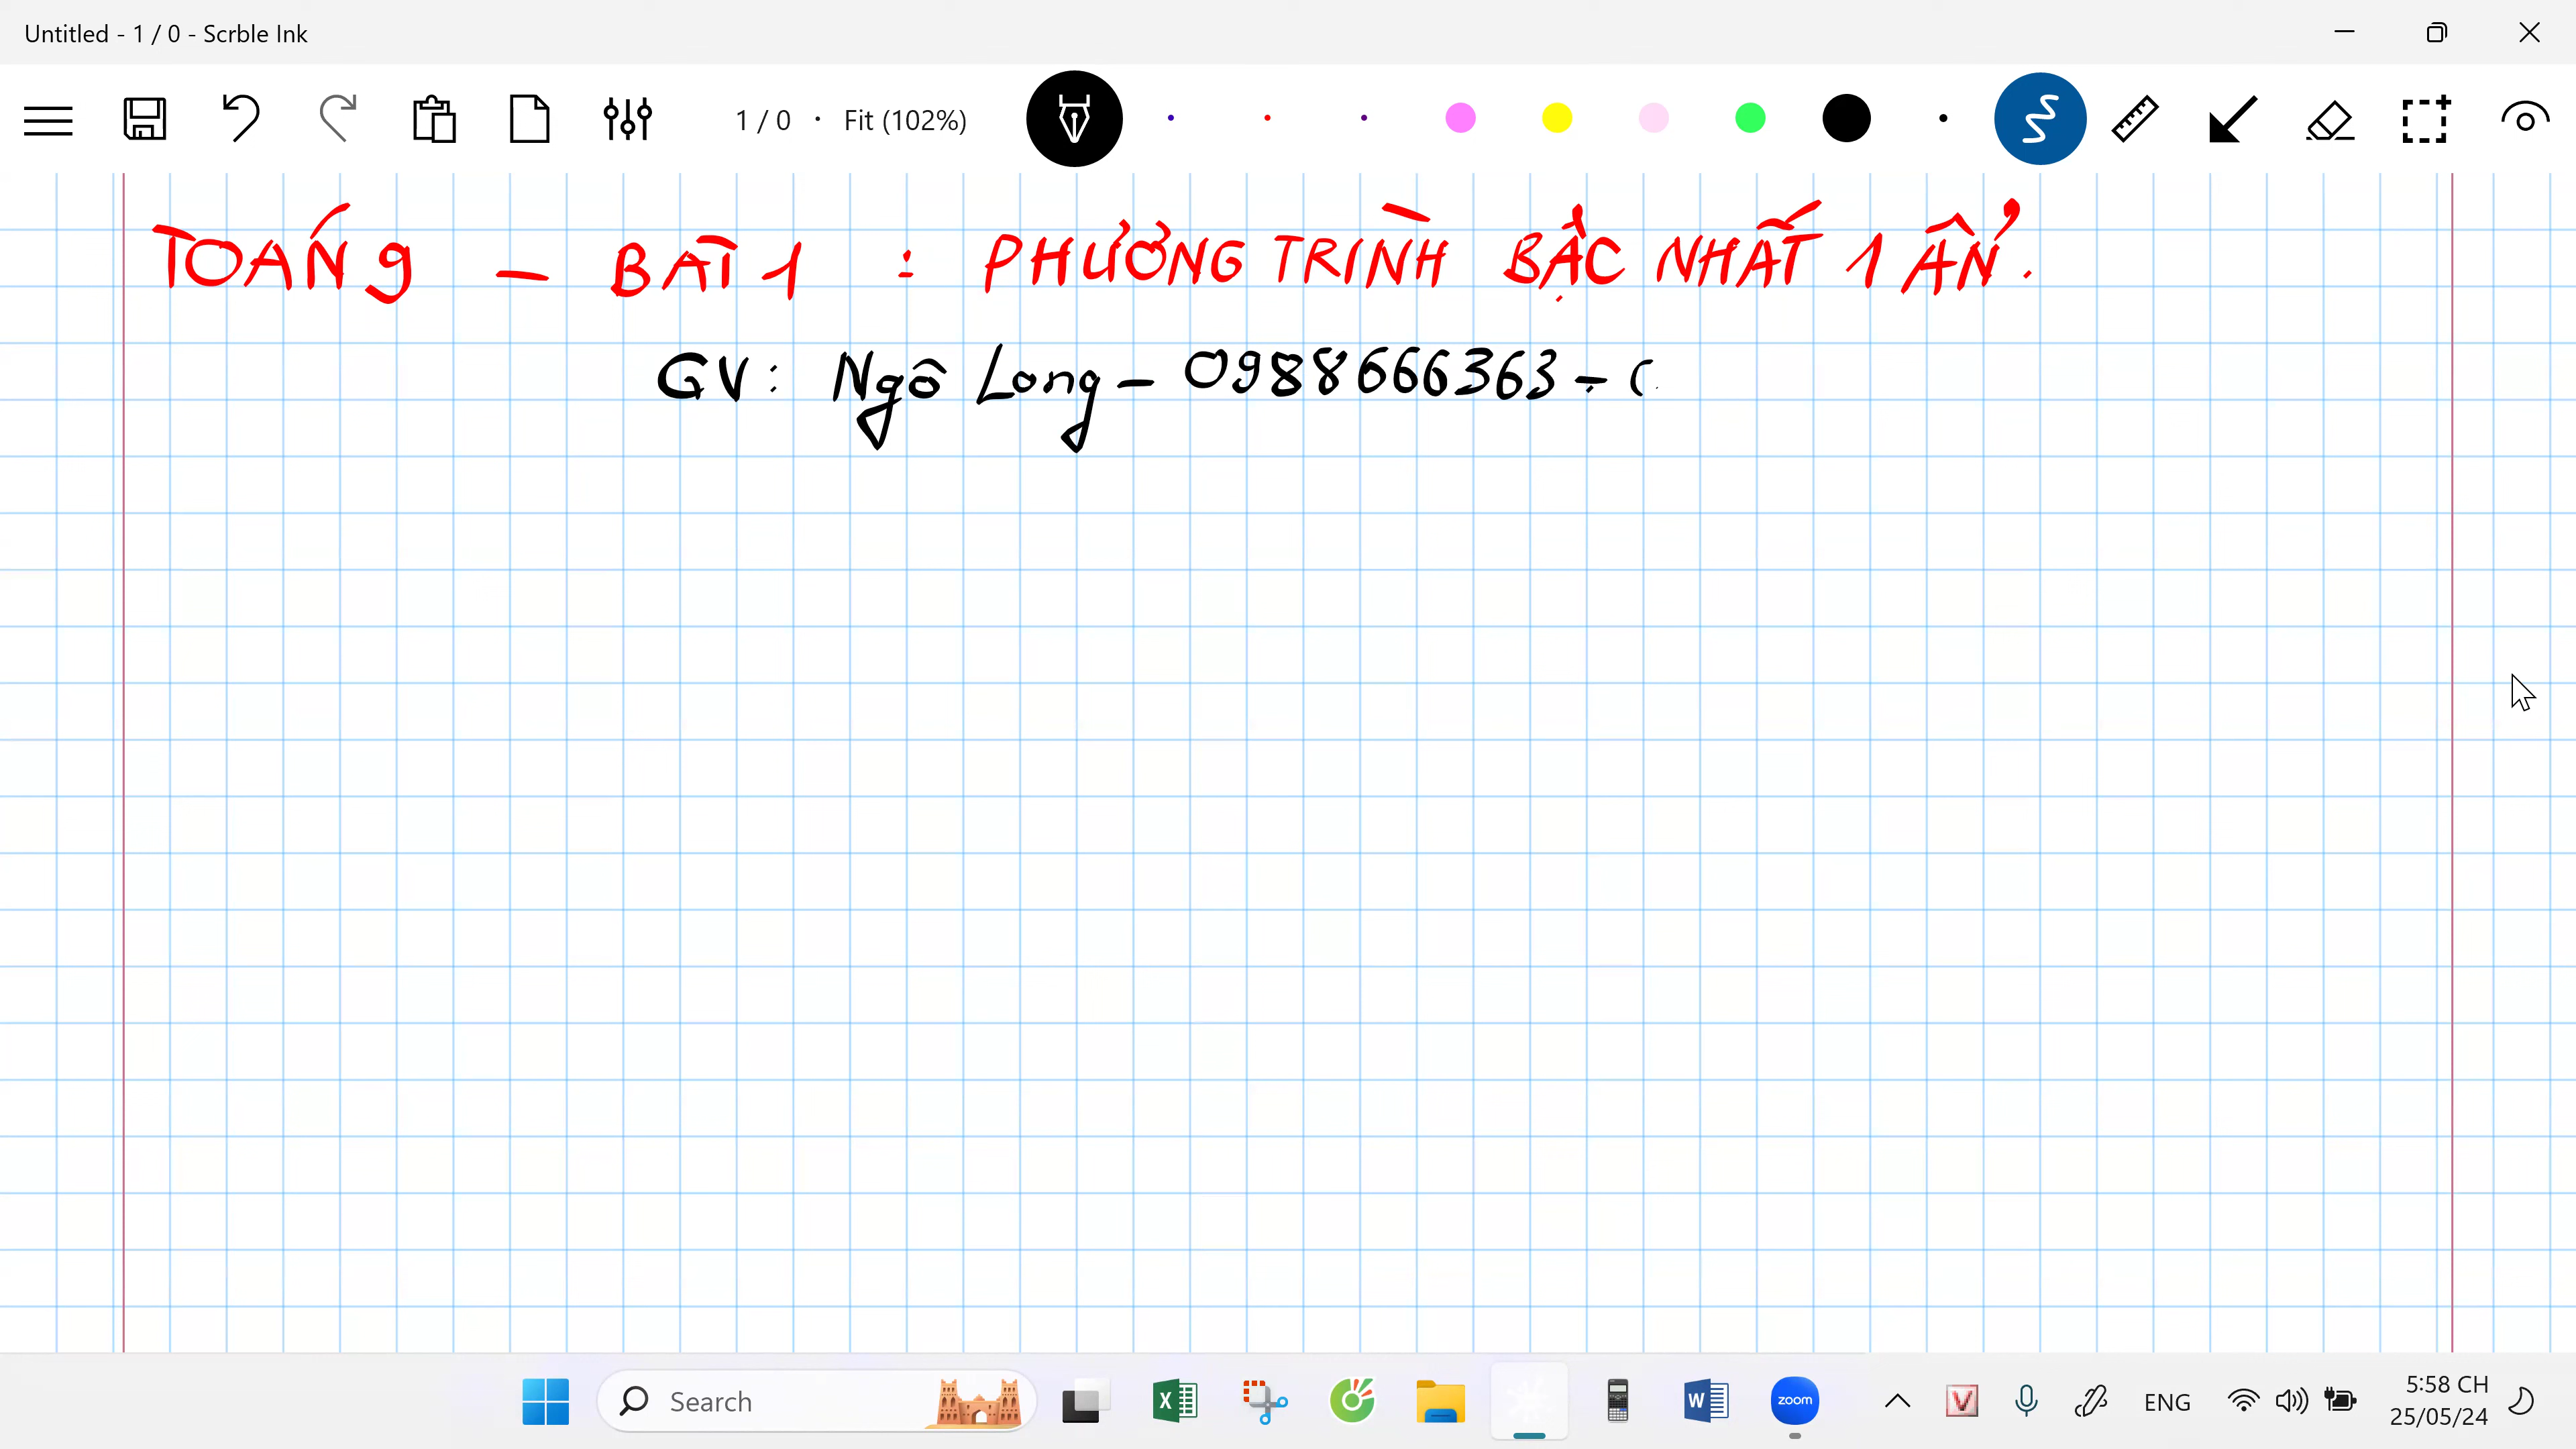 Untitled - 1 / 0 - Scrble Ink
1 / 0 · Fit (102%)
TOÁN 9 - BÀI 1 : PHƯƠNG TRÌNH BẬC NHẤT 1 ẨN.
GV: Ngô Long - 0988666363 -
Search
zoom
ENG
5:58 CH
25/05/24